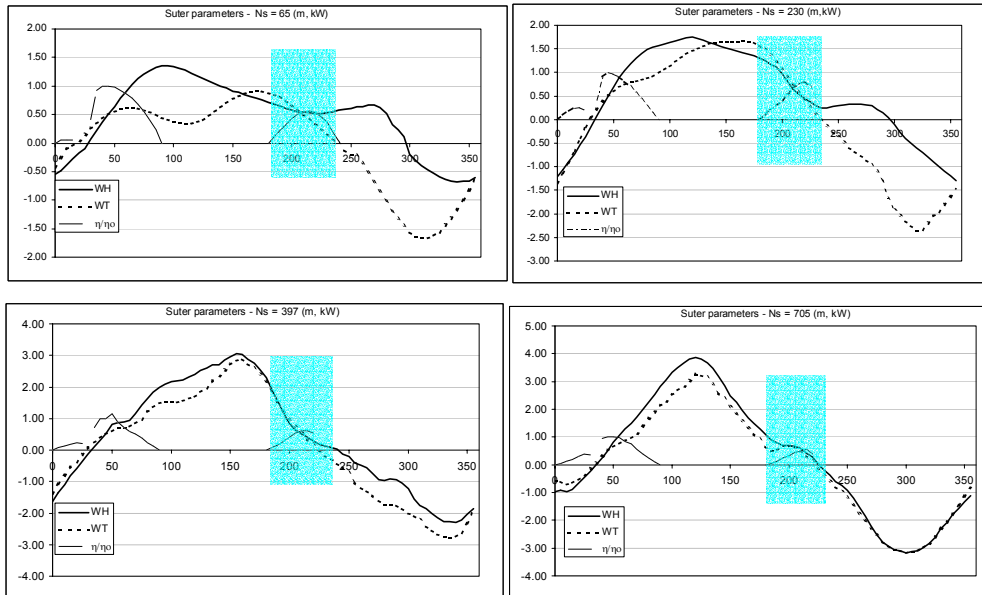 Suter parameters - Ns = 65 (m, kW)
2.00
1.50
1.00
0.50
0.00
-0.50
-1.00
-1.50
2.00
0 50 100 150 200 250 300 350
WH
WT
η/ηo
Suter parameters - Ns = 230 (m,kW)
2.00
1.50
1.00
0.50
0.00
-0.50
-1.00
-1.50
-2.00
-2.50
-3.00
0 50 100 150 200 250 300 350
WH
WT
η/ηo
Suter parameters - Ns = 397 (m, kW)
4.00
3.00
2.00
1.00
0.00
-1.00
-2.00
-3.00
-4.00
0 50 100 150 200 250 300 350
WH
WT
η/ηo
Suter parameters - Ns = 705 (m, kW)
5.00
4.00
3.00
2.00
1.00
0.00
-1.00
-2.00
-3.00
-4.00
0 50 100 150 200 250 300 350
WH
WT
η/ηo